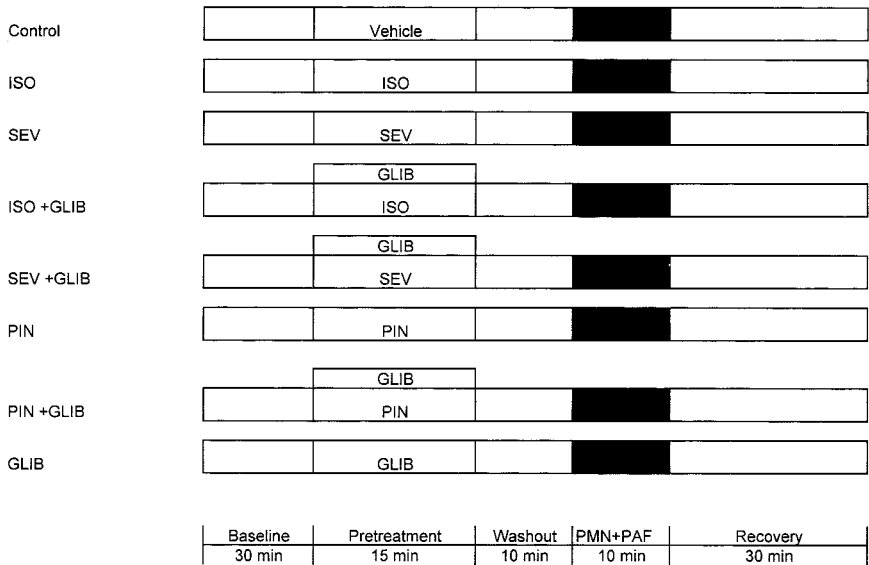 Control Vehicle
ISO ISO
SEV SEV
GLIB
ISO +GLIB ISO
GLIB
SEV +GLIB SEV
PIN PIN
GLIB
PIN +GLIB PIN
GLIB GLIB
Baseline Pretreatment Washout PMN+PAF Recovery
30 min 15 min 10 min 10 min 30 min